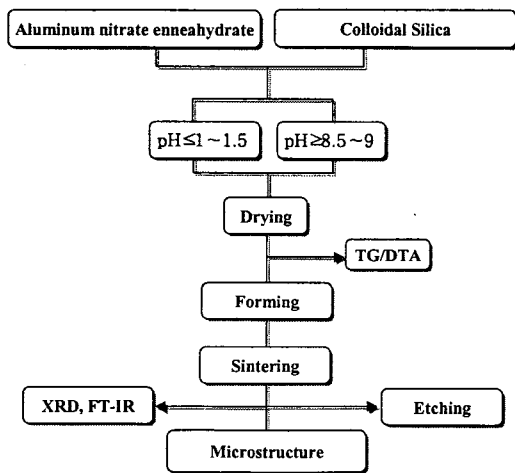 Aluminum nitrate enneahydrate
Colloidal Silica
pH≤1~1.5
pH≥8.5~9
Drying
TG/DTA
Forming
Sintering
XRD, FT-IR
Etching
Microstructure